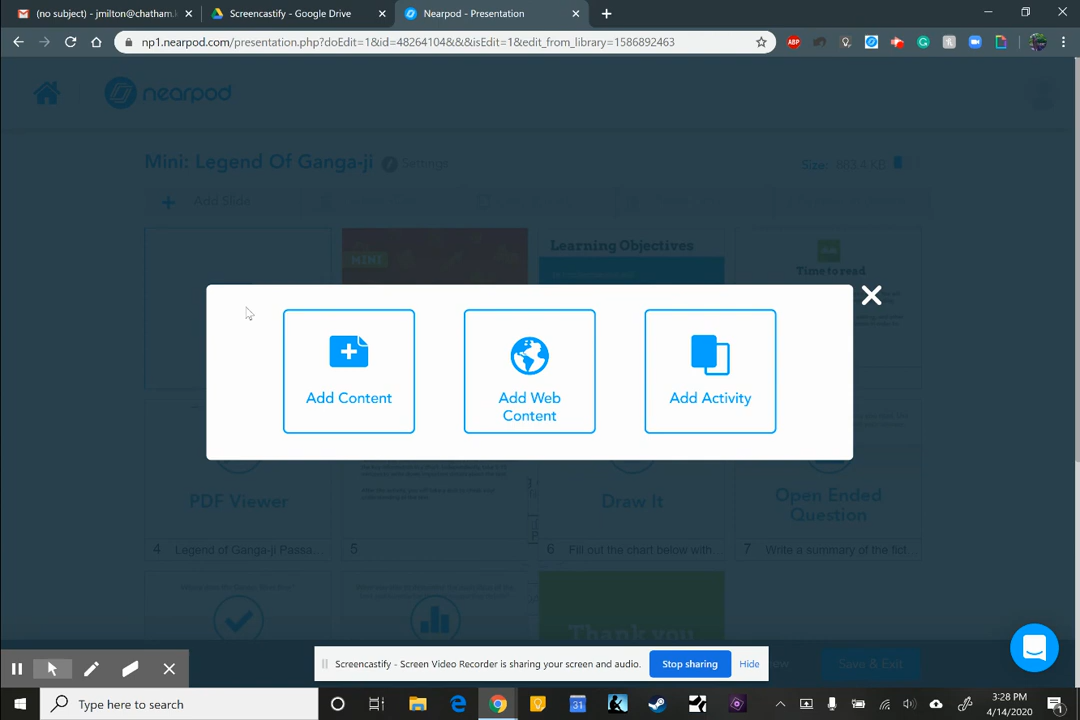 (no subject) - jmilton@chatham.k
Screencastify - Google Drive
Nearpod - Presentation
np1.nearpod.com/presentation.php?doEdit=1&id=48264104&&&isEdit=1&edit_from_library=1586892463
ABP
nearpod
Mini: Legend Of Ganga-ji
Settings
Size: 683.4 KB
Add Slide
MINI
Learning Objectives
Time to read
Add Content
Add Web
Content
Add Activity
PDF Viewer
Draw It
Open Ended
Question
4 Legend of Ganga-ji Passa...
5
6 Fill out the chart below with
7 Write a summary of the fict.
Thank you
Screencastify - Screen Video Recorder is sharing your screen and audio.
Stop sharing
Hide
Save & Exit
Type here to search
31
3:28 PM
4/14/2020